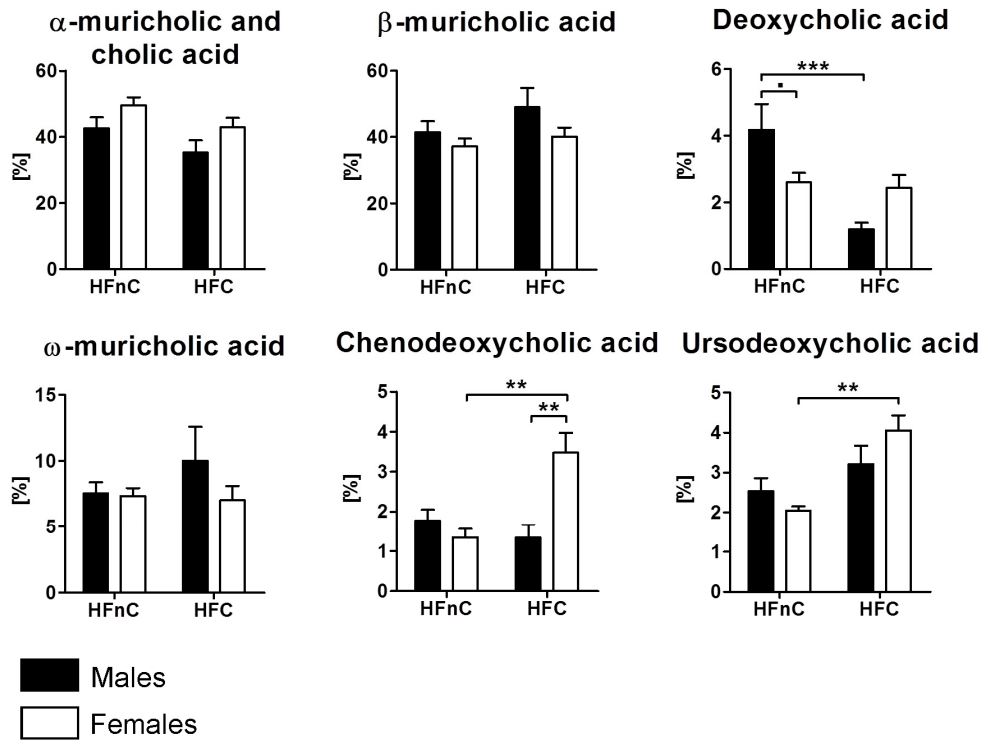 α-muricholic and
cholic acid
60
40
20
0
[%]
HFnC HFC
β-muricholic acid
60
40
20
0
[%]
HFnC HFC
Deoxycholic acid
6
4
2
0
[%]
***
.
HFnC HFC
ω-muricholic acid
15
10
5
0
[%]
HFnC HFC
Chenodeoxycholic acid
5
4
3
2
1
0
[%]
**
**
HFnC HFC
Ursodeoxycholic acid
5
4
3
2
1
0
[%]
**
HFnC HFC
Males
Females